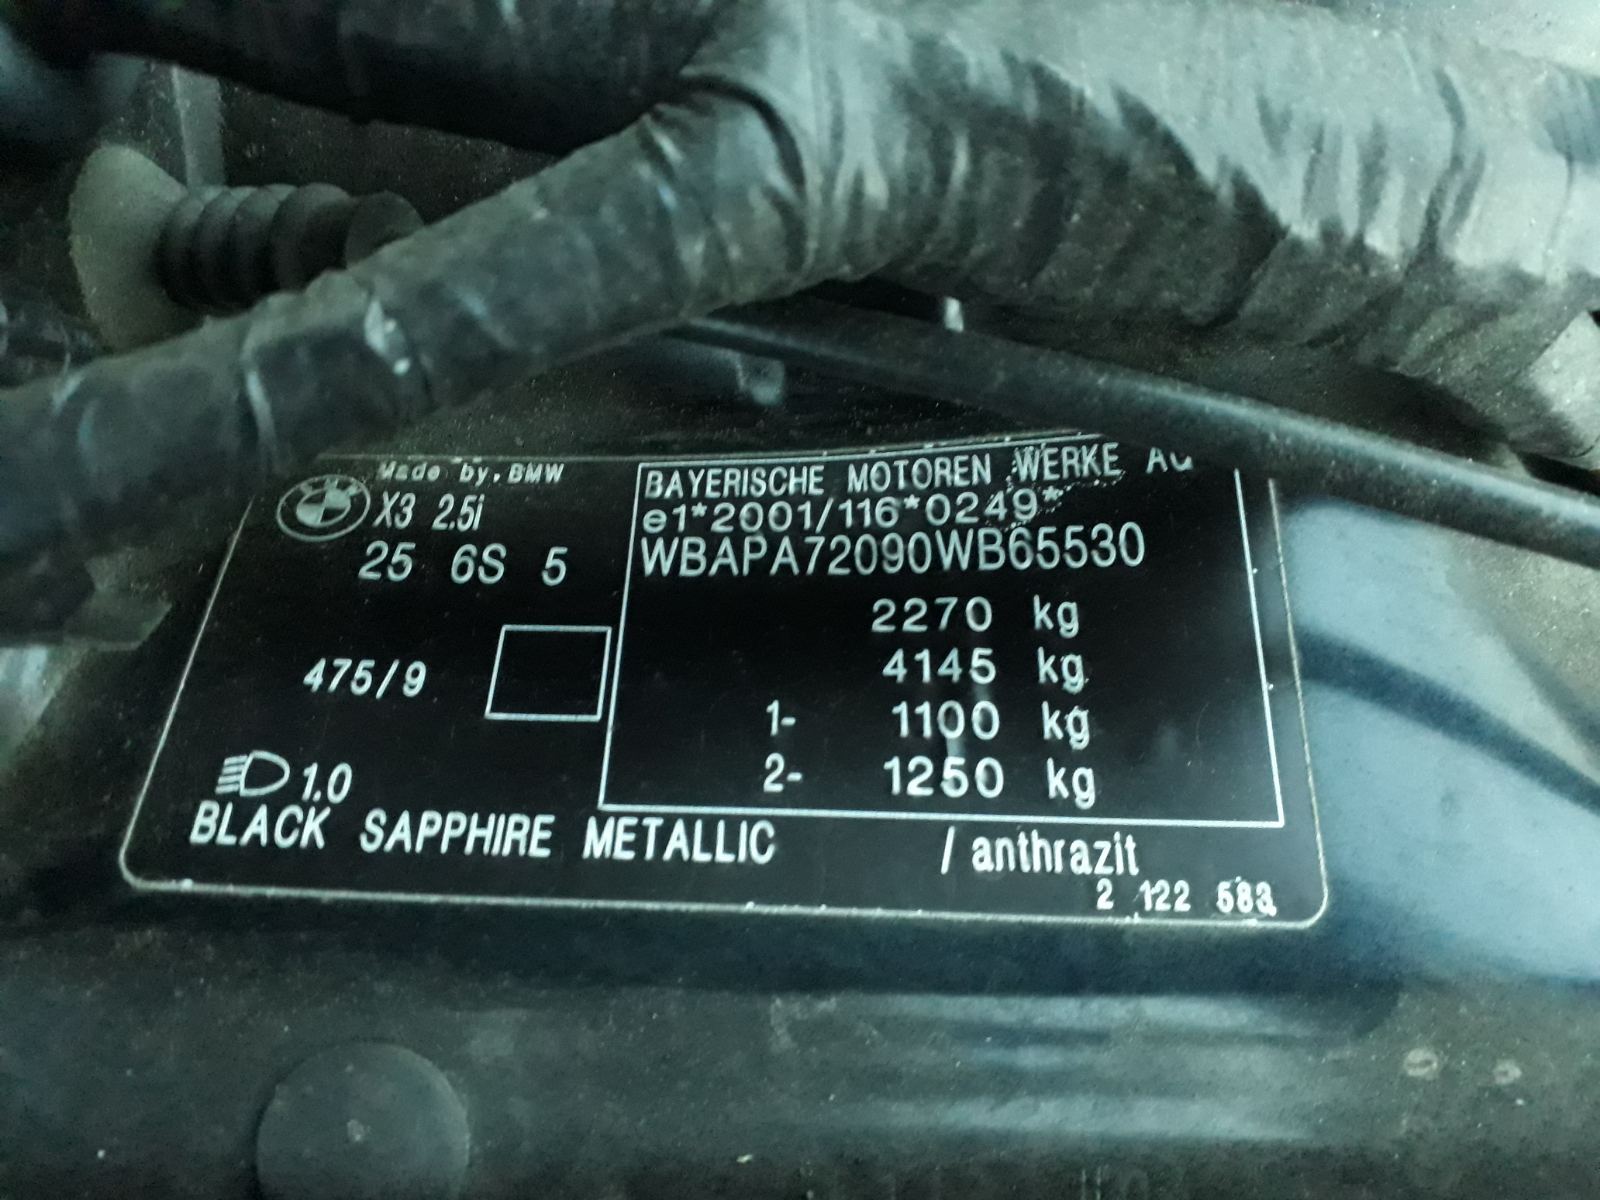 Made by BMW
X3 2.5i
25 6S 5
475/9
1.0
BAYERISCHE MOTOREN WERKE AG
e1*2001/116*0249*
WBAPA72090WB65530
2270 kg
4145 kg
1- 1100 kg
2- 1250 kg
BLACK SAPPHIRE METALLIC / anthrazit
2 122 583